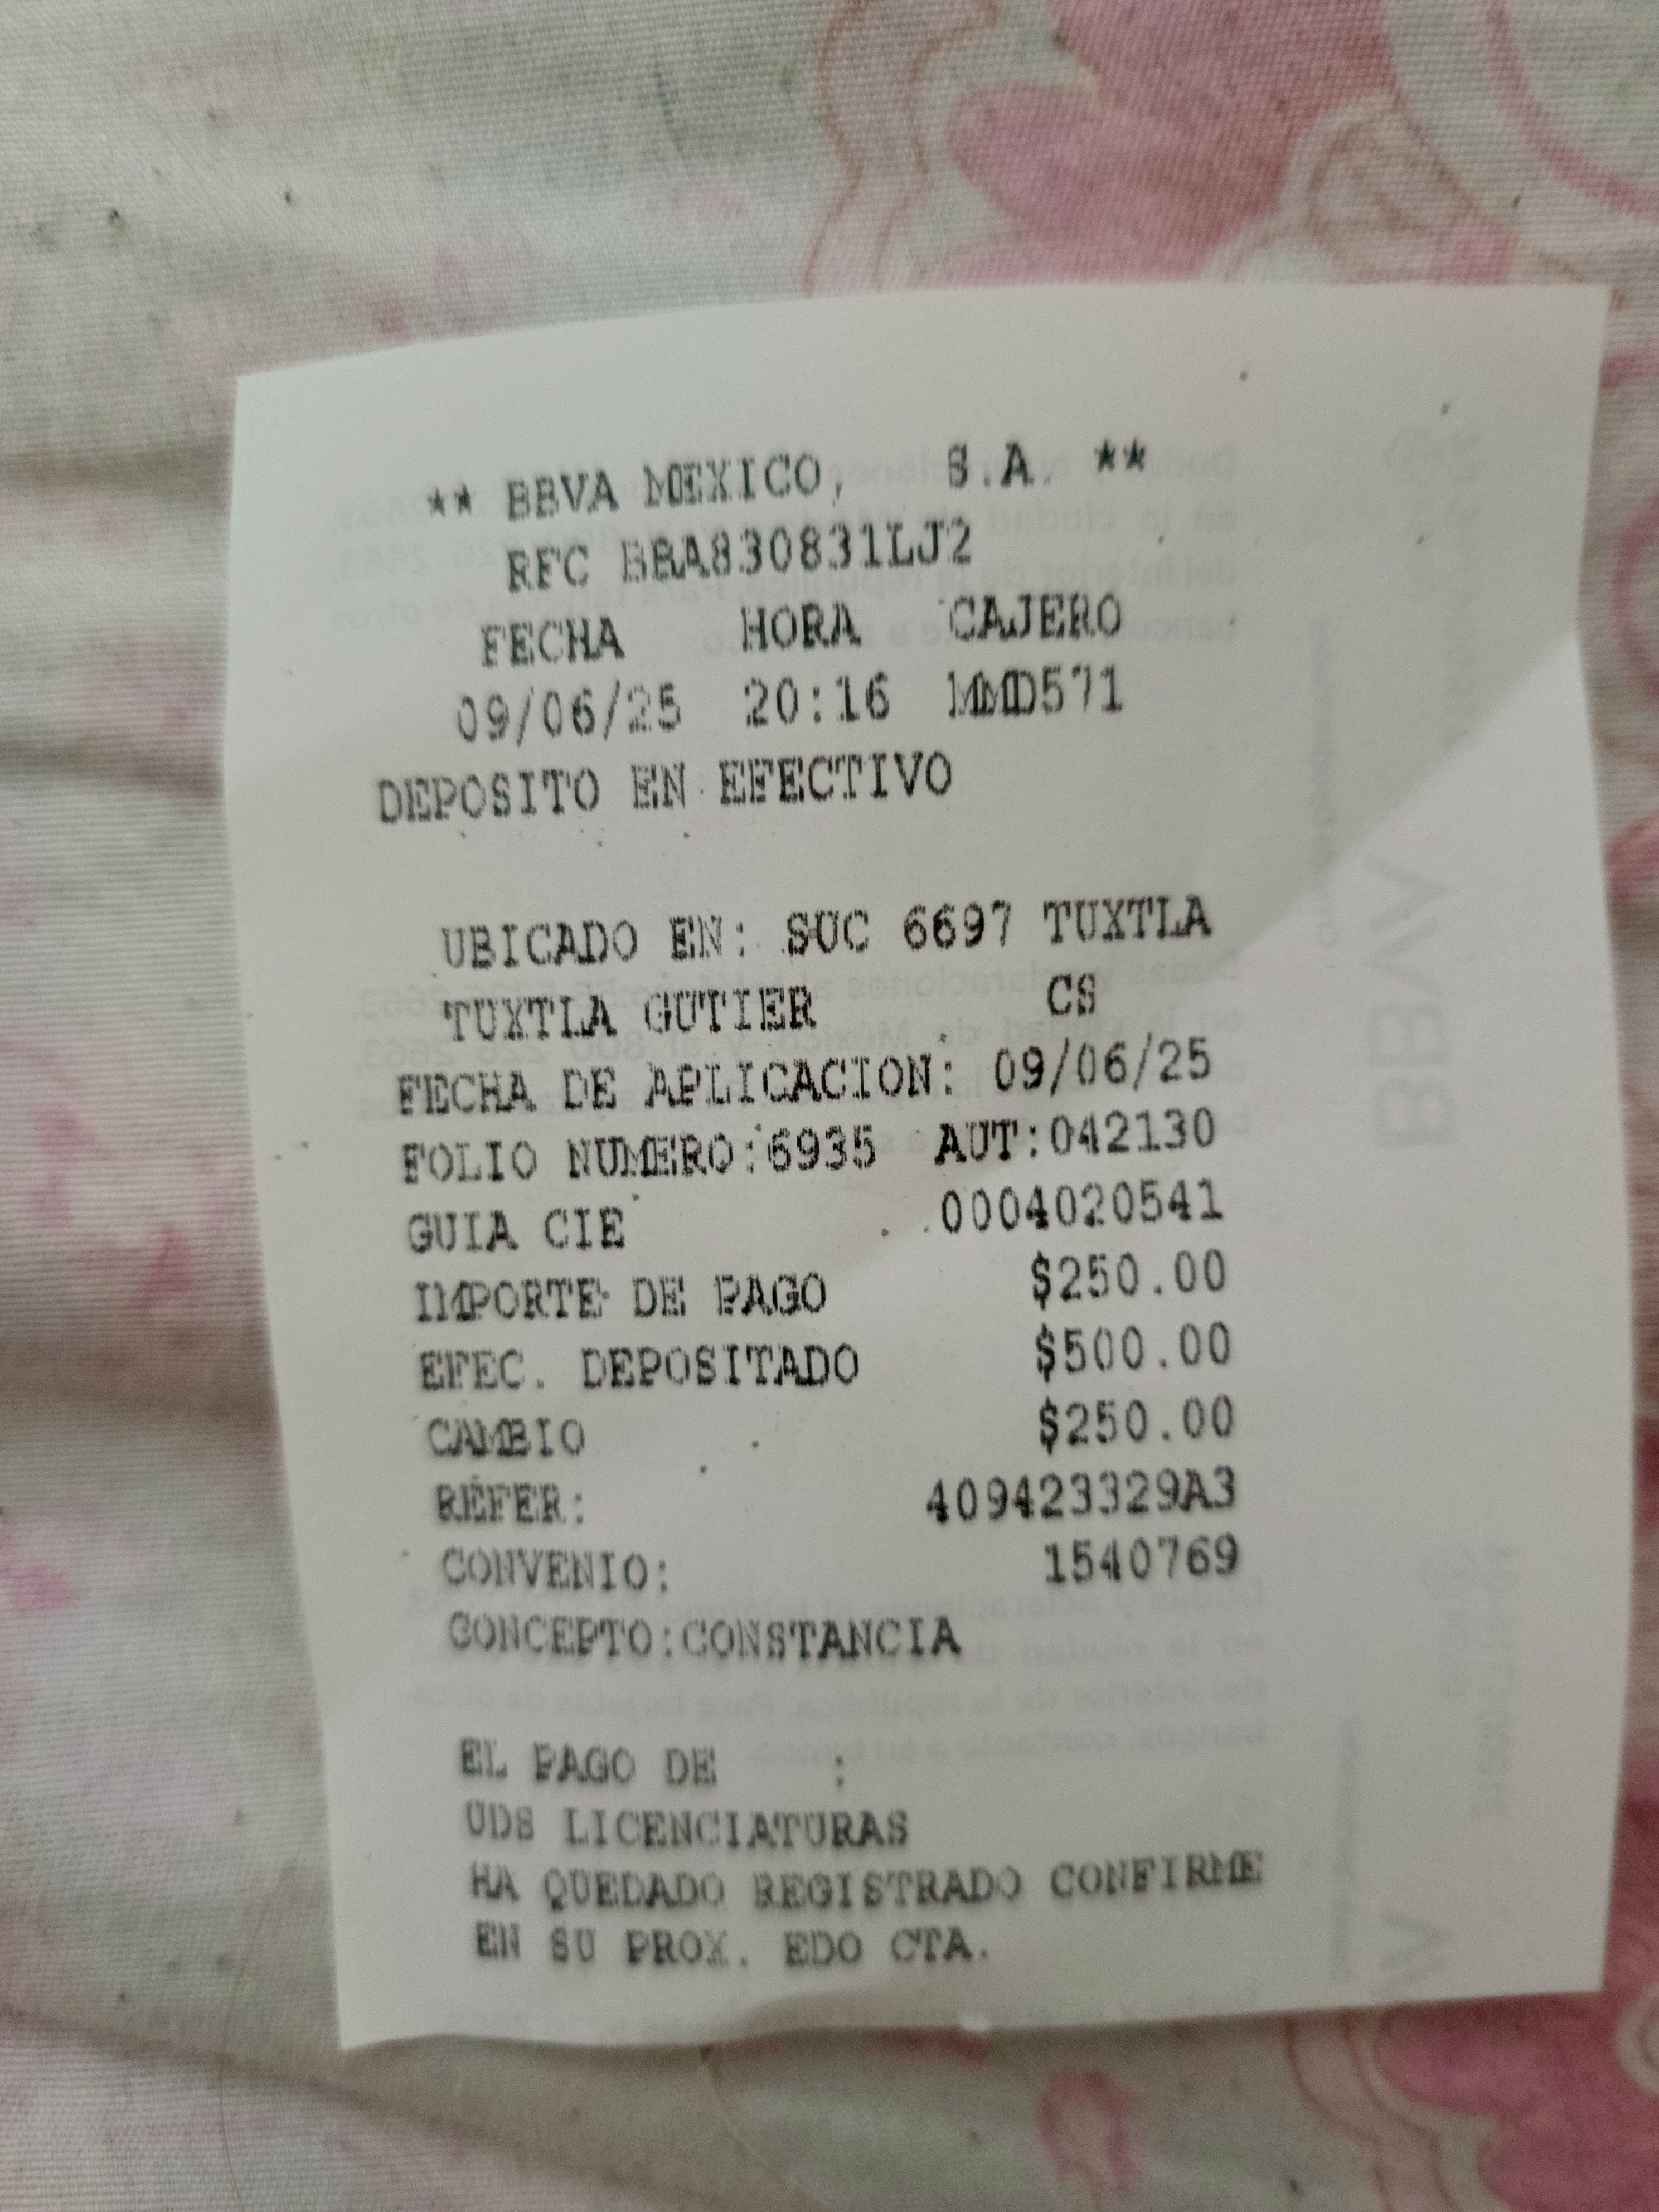 ** BBVA MEXICO, S.A. **
RFC BBA830831LJ2
FECHA HORA CAJERO
09/06/25 20:16 MMD571
DEPOSITO EN EFECTIVO
UBICADO EN: SUC 6697 TUXTLA
TUXTLA GUTIER CS
FECHA DE APLICACION: 09/06/25
FOLIO NUMERO:6935 AUT:042130
GUIA CIE 0004020541
IMPORTE DE PAGO $250.00
EFEC. DEPOSITADO $500.00
CAMBIO $250.00
REFER: 409423329A3
CONVENIO: 1540769
CONCEPTO:CONSTANCIA
EL PAGO DE :
UDS LICENCIATURAS
HA QUEDADO REGISTRADO CONFIRME
EN SU PROX. EDO CTA.